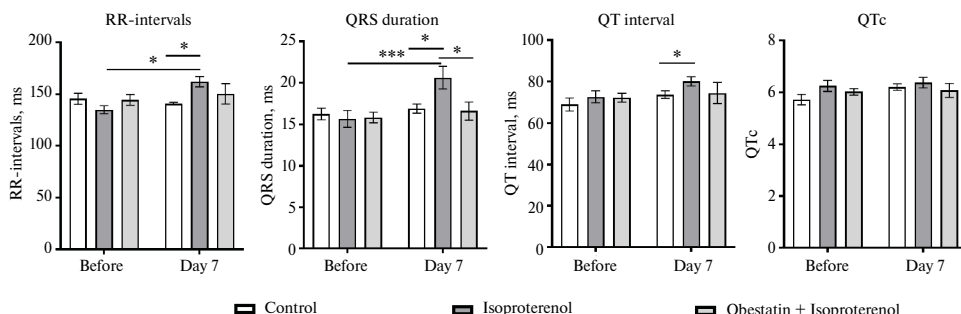 RR-intervals
200
150
100
50
0
RR-intervals, ms
*
*
Before Day 7
QRS duration
25
20
15
10
5
0
QRS duration, ms
***
*
*
Before Day 7
QT interval
100
80
60
40
20
0
QT interval, ms
*
Before Day 7
QTc
8
6
4
2
0
QTc
Before Day 7
Control Isoproterenol Obestatin + Isoproterenol